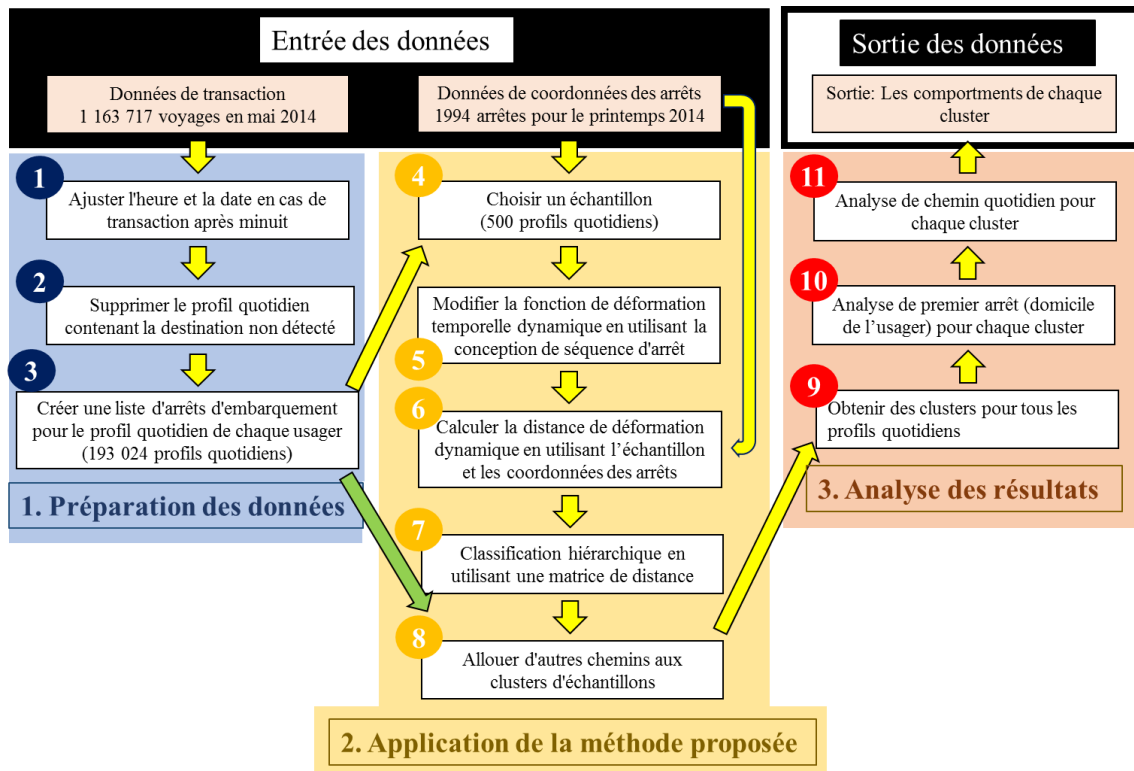 Entrée des données
Données de transaction
1 163 717 voyages en mai 2014
Données de coordonnées des arrêts
1994 arrêtes pour le printemps 2014
1
Ajuster l'heure et la date en cas de
transaction après minuit
2
Supprimer le profil quotidien
contenant la destination non détecté
3
Créer une liste d'arrêts d'embarquement
pour le profil quotidien de chaque usager
(193 024 profils quotidiens)
1. Préparation des données
4
Choisir un échantillon
(500 profils quotidiens)
Modifier la fonction de déformation
temporelle dynamique en utilisant la
conception de séquence d'arrêt
5
6
Calculer la distance de déformation
dynamique en utilisant l’échantillon
et les coordonnées des arrêts
7
Classification hiérarchique en
utilisant une matrice de distance
8
Allouer d'autres chemins aux
clusters d'échantillons
2. Application de la méthode proposée
Sortie des données
Sortie: Les comportments de chaque
cluster
11
Analyse de chemin quotidien pour
chaque cluster
10
Analyse de premier arrêt (domicile
de l’usager) pour chaque cluster
9
Obtenir des clusters pour tous les
profils quotidiens
3. Analyse des résultats